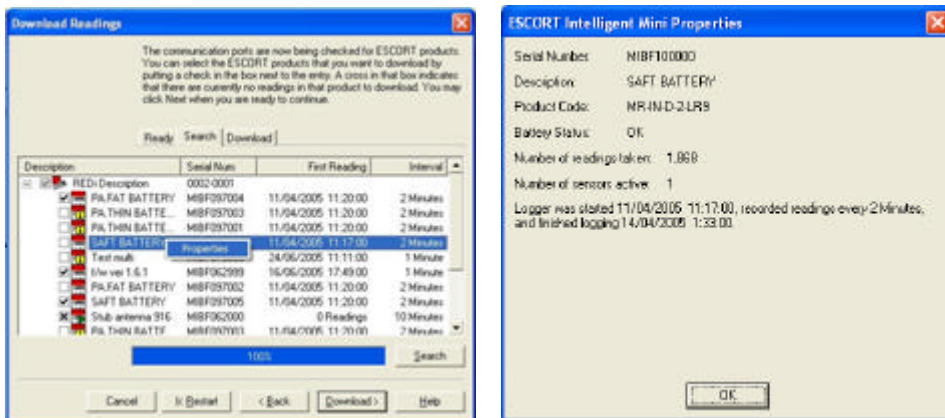 Download Readings
The communication ports are now being checked for ESCORT products.
You can select the ESCORT products that you want to download by
putting a check in the box next to the entry. A cross in that box indicates
that there are currently no readings in that product to download. You may
click Next when you are ready to continue.
Ready Search Download
Description Serial Num First Reading Interval
REDi Description 0002-0001
PA.FAT BATTERY MIBF097004 11/04/2005 11:20:00 2 Minutes
PA.THIN BATTE... MIBF097003 11/04/2005 11:20:00 2 Minutes
PA.THIN BATTE... MIBF097001 11/04/2005 11:20:00 2 Minutes
SAFT BATTERY 11/04/2005 11:17:00 2 Minutes
Properties
Test multi 24/06/2005 11:11:00 1 Minute
f/w ver 1.6.1 MIBF062999 16/06/2005 17:49:00 1 Minute
PA.FAT BATTERY MIBF097002 11/04/2005 11:20:00 2 Minutes
SAFT BATTERY MIBF097005 11/04/2005 11:20:00 2 Minutes
Stub antenna 916 MIBF062000 0 Readings 10 Minutes
PA.THIN BATTE 11/04/2005 11:20:00 2 Minutes
100% Search
Cancel Restart < Back Download > Help
ESCORT Intelligent Mini Properties
Serial Number: MIBF100000
Description: SAFT BATTERY
Product Code: MR-IN-D-2-LR9
Battery Status: OK
Number of readings taken: 1,868
Number of sensors active: 1
Logger was started 11/04/2005 11:17:00, recorded readings every 2 Minutes,
and finished logging 14/04/2005 1:33:00.
OK